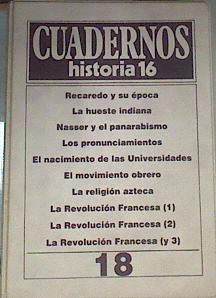 CUADERNOS
historia 16
Recaredo y su época
La hueste indiana
Nasser y el panarabismo
Los pronunciamientos
El nacimiento de las Universidades
El movimiento obrero
La religión azteca
La Revolución Francesa (1)
La Revolución Francesa (2)
La Revolución Francesa (y 3)
18